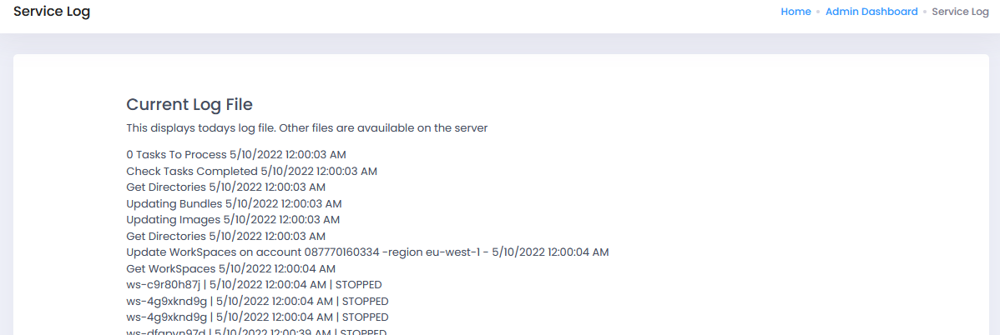 Service Log
Home • Admin Dashboard • Service Log
Current Log File
This displays todays log file. Other files are avauilable on the server
0 Tasks To Process 5/10/2022 12:00:03 AM
Check Tasks Completed 5/10/2022 12:00:03 AM
Get Directories 5/10/2022 12:00:03 AM
Updating Bundles 5/10/2022 12:00:03 AM
Updating Images 5/10/2022 12:00:03 AM
Get Directories 5/10/2022 12:00:03 AM
Update WorkSpaces on account 087770160334 -region eu-west-1 - 5/10/2022 12:00:04 AM
Get WorkSpaces 5/10/2022 12:00:04 AM
ws-c9r80h87j | 5/10/2022 12:00:04 AM | STOPPED
ws-4g9xknd9g | 5/10/2022 12:00:04 AM | STOPPED
ws-4g9xknd9g | 5/10/2022 12:00:04 AM | STOPPED
| 5/10/2022 12:00:39 AM | STOPPED